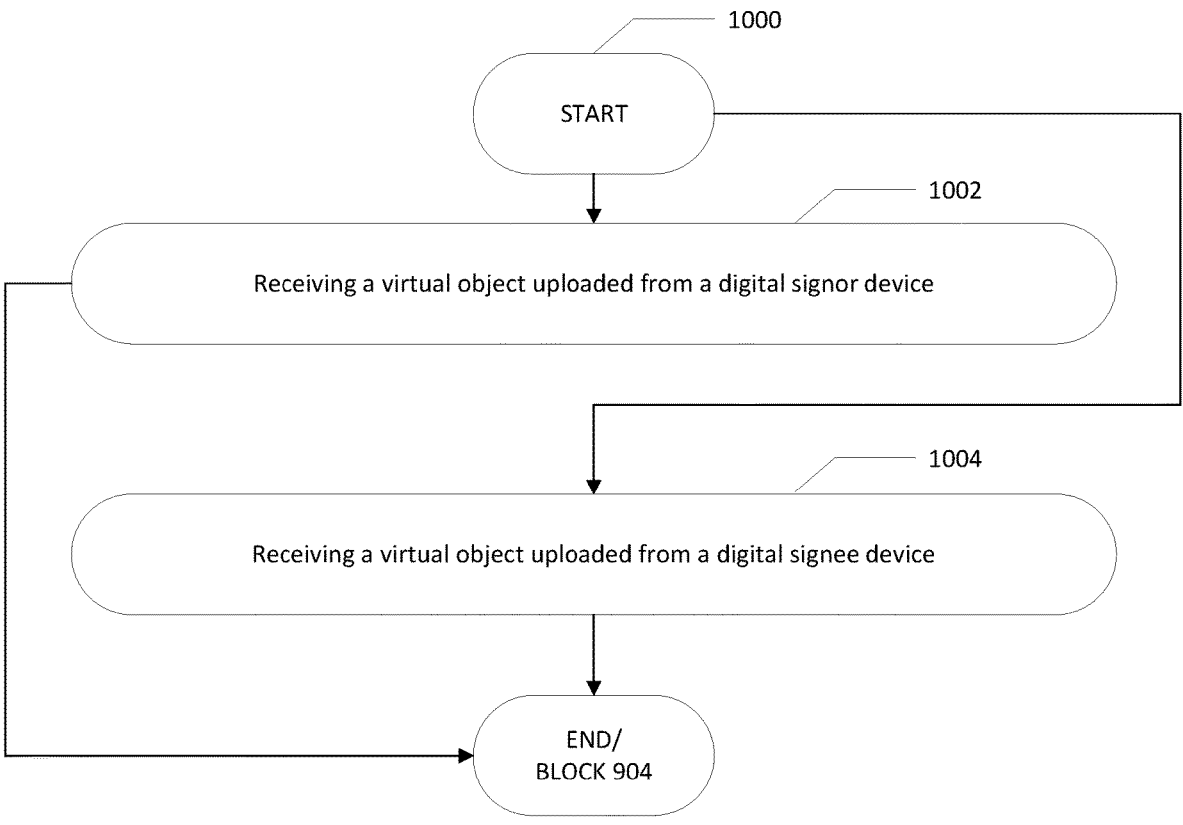 1000
START
1002
Receiving a virtual object uploaded from a digital signor device
1004
Receiving a virtual object uploaded from a digital signee device
END/
BLOCK 904